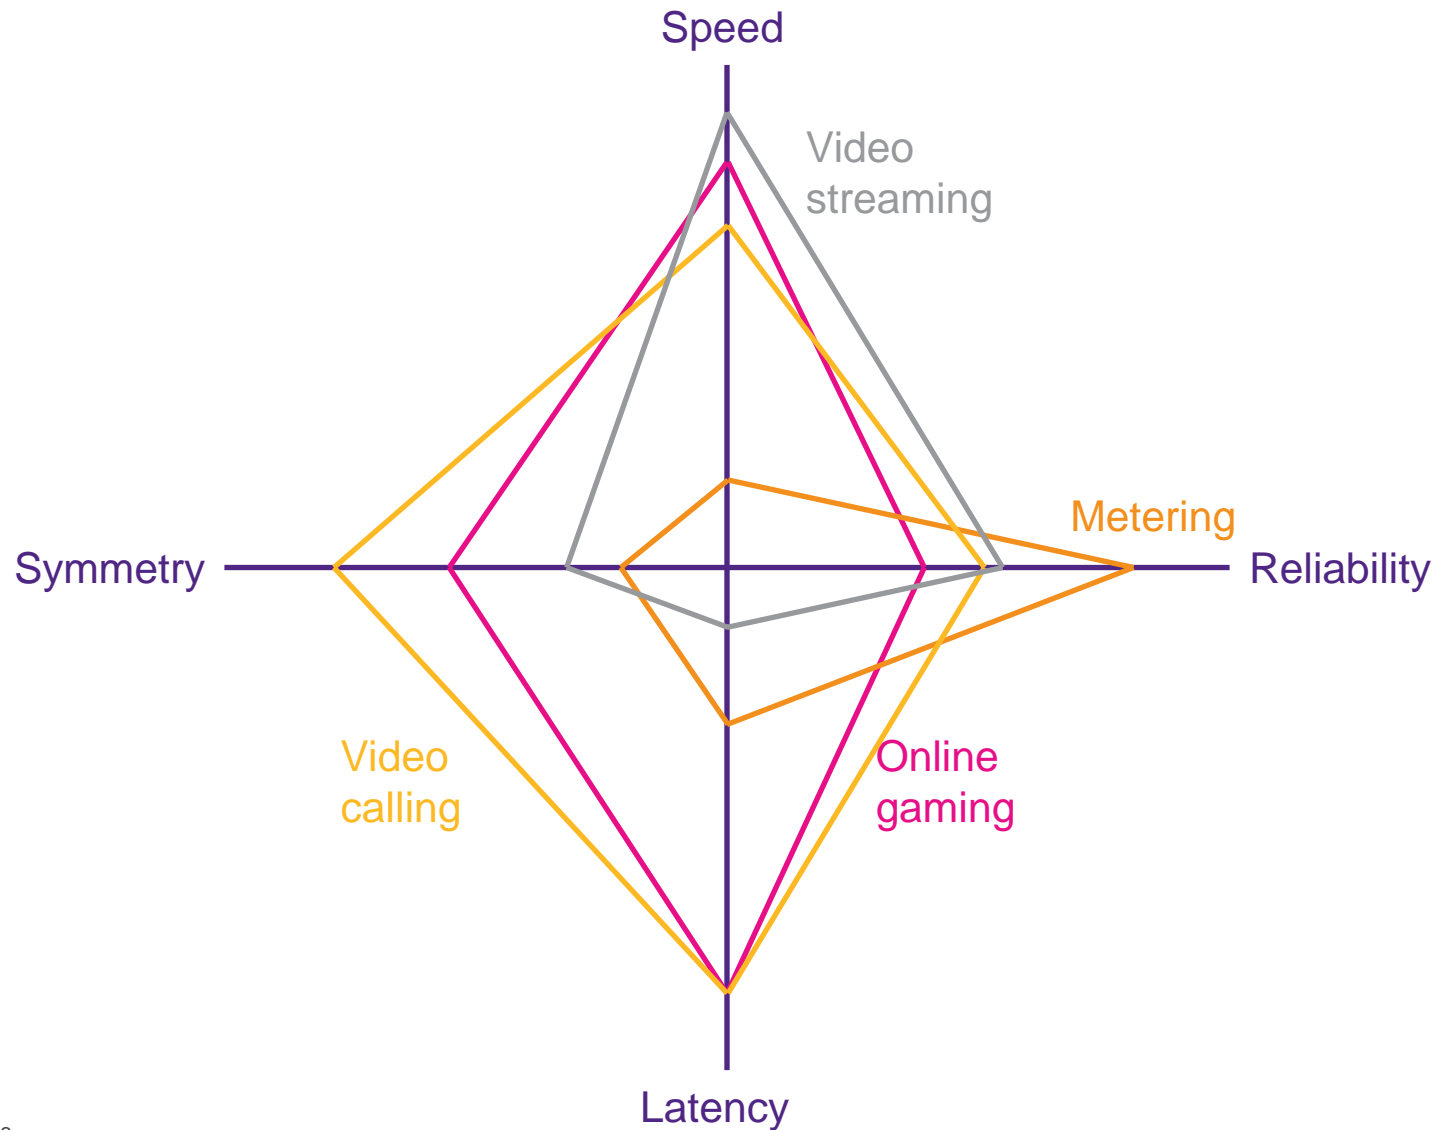 Speed
Video
streaming
Metering
Symmetry
Reliability
Video
calling
Online
gaming
Latency